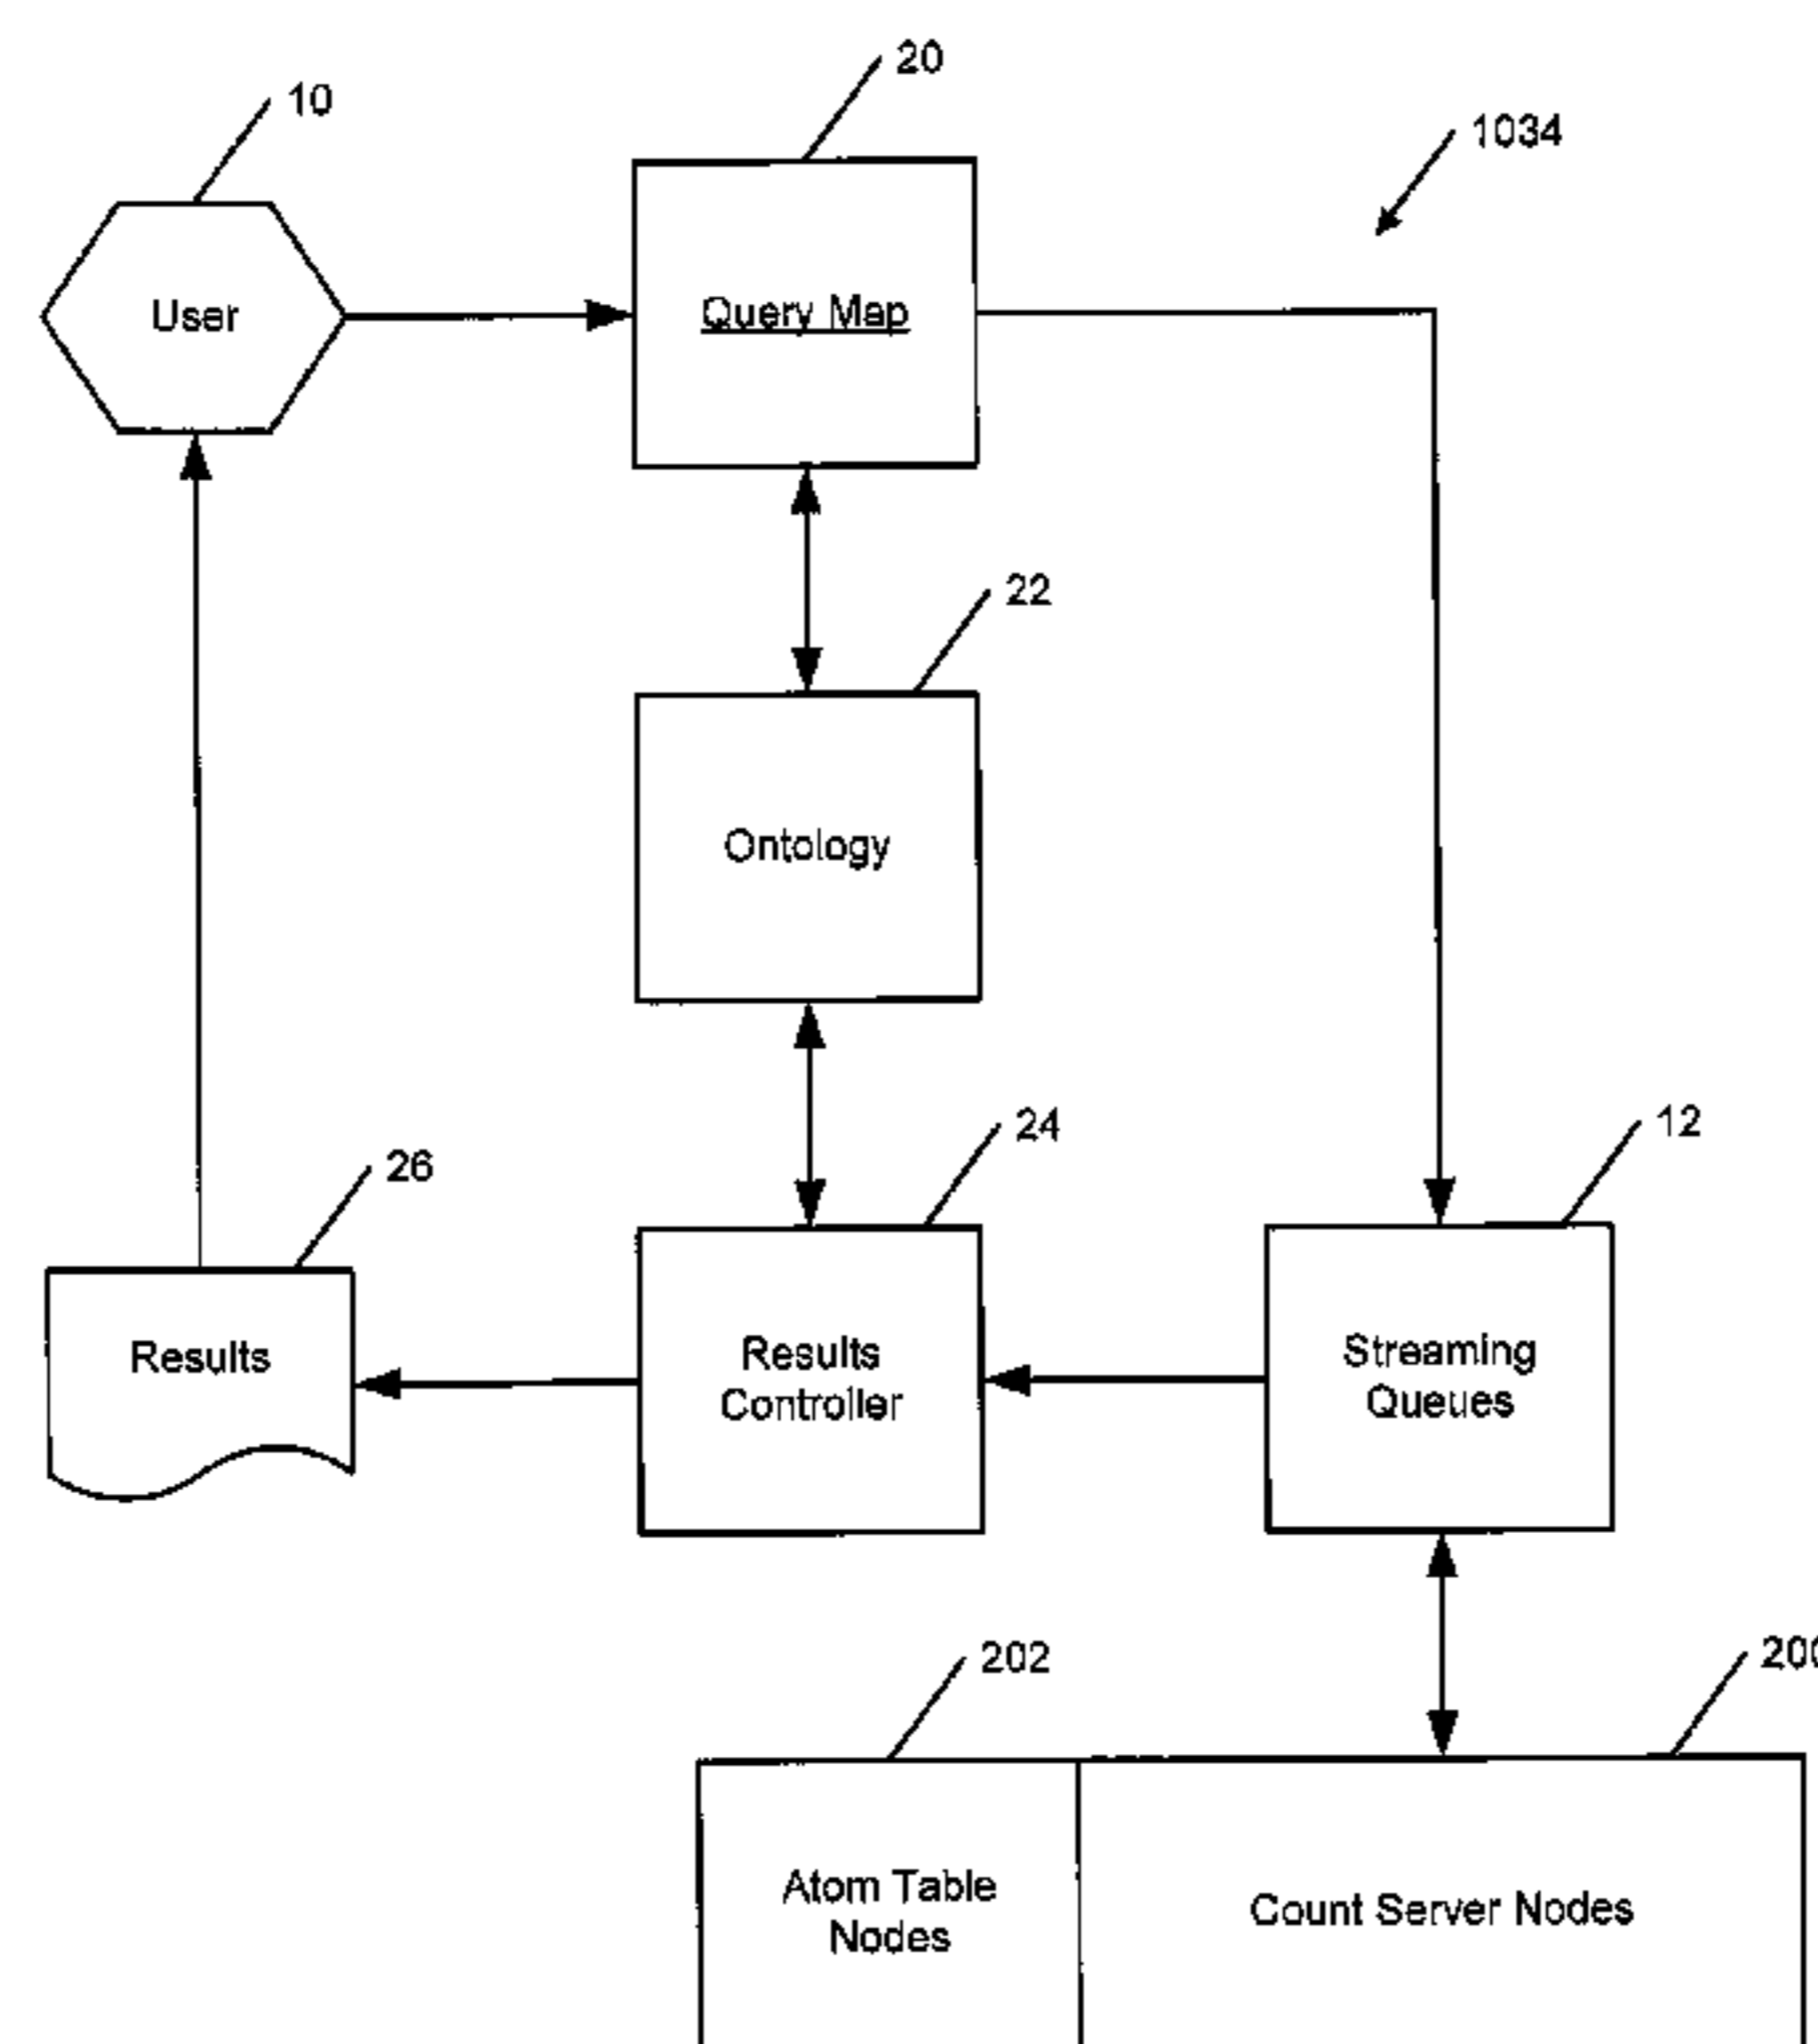 20
10
1034
User
Query Map
22
Ontology
24
12
26
Results
Results
Controller
Streaming
Queues
202
200
Atom Table
Nodes
Count Server Nodes